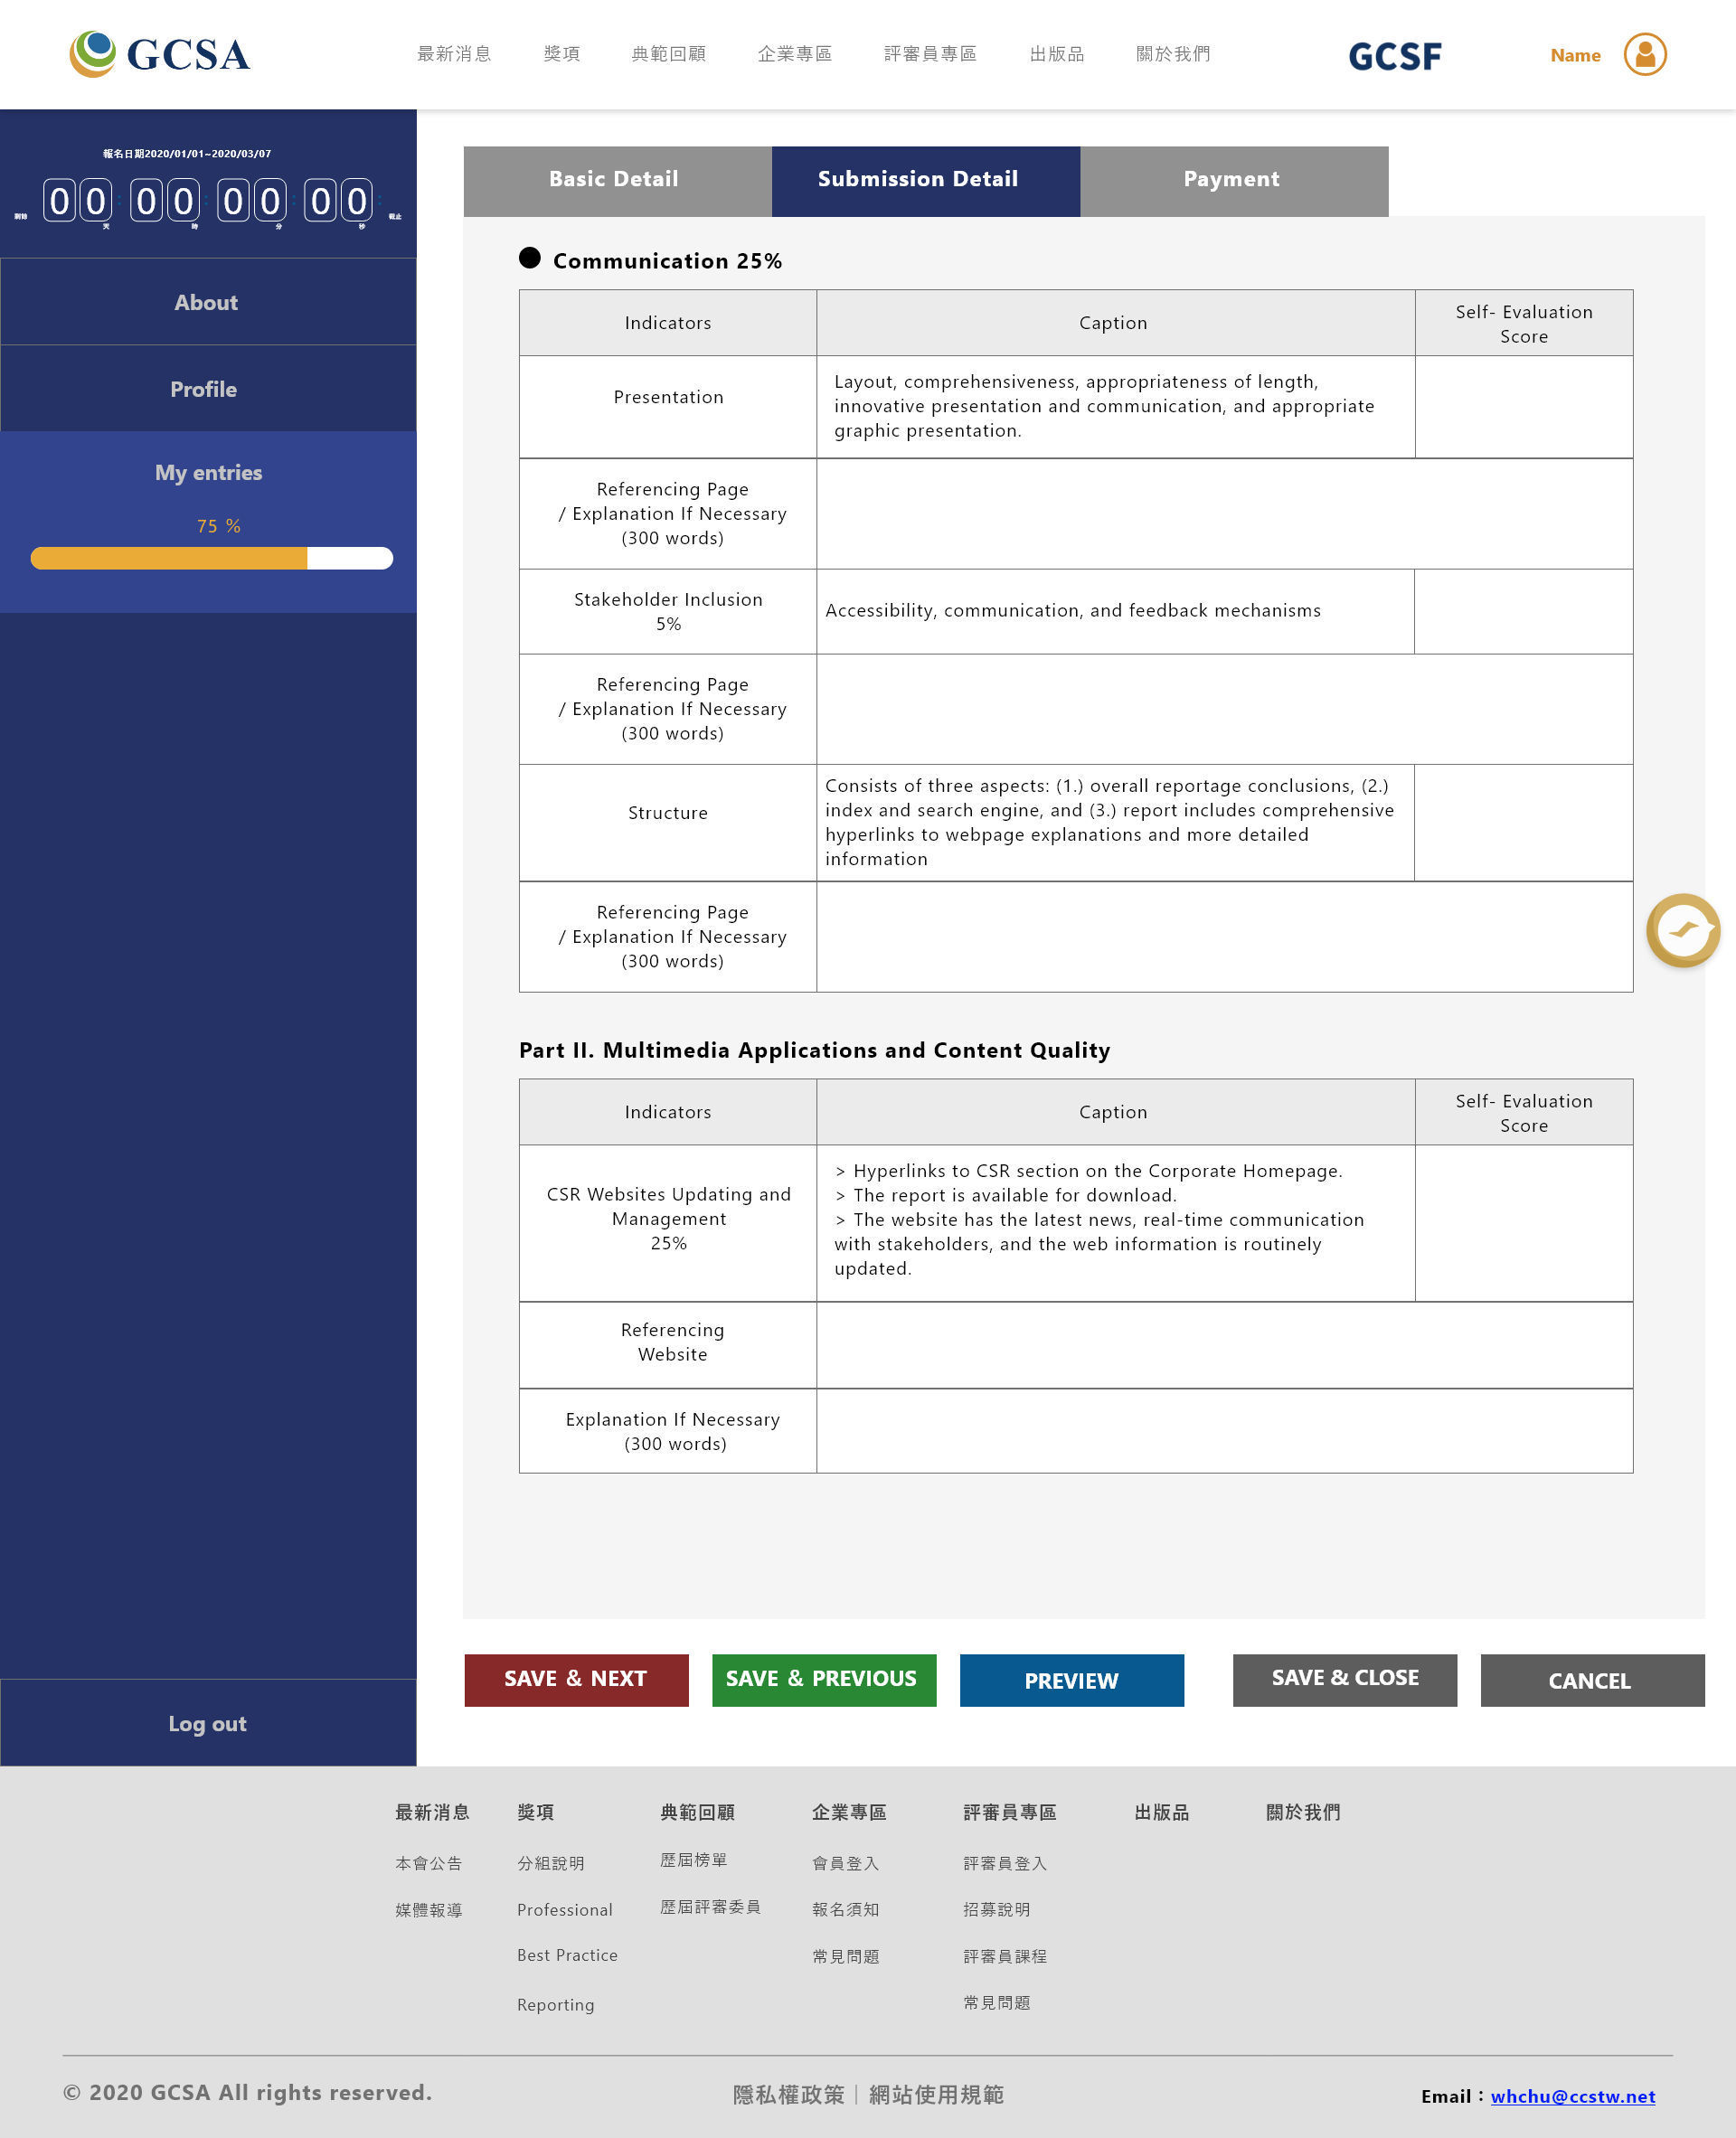 GCSA
最新消息 獎項 典範回顧 企業專區 評審員專區 出版品 關於我們
GCSF
Name
報名日期2020/01/01~2020/03/07
剩餘 00 : 00 : 00 : 00 : 截止
天 時 分 秒
About
Profile
My entries
75 %
Log out
Basic Detail Submission Detail Payment
Communication 25%
Indicators Caption Self- Evaluation
Score
Presentation
Layout, comprehensiveness, appropriateness of length,
innovative presentation and communication, and appropriate
graphic presentation.
Referencing Page
/ Explanation If Necessary
(300 words)
Stakeholder Inclusion
5%
Accessibility, communication, and feedback mechanisms
Referencing Page
/ Explanation If Necessary
(300 words)
Structure
Consists of three aspects: (1.) overall reportage conclusions, (2.)
index and search engine, and (3.) report includes comprehensive
hyperlinks to webpage explanations and more detailed
information
Referencing Page
/ Explanation If Necessary
(300 words)
Part II. Multimedia Applications and Content Quality
Indicators Caption Self- Evaluation
Score
CSR Websites Updating and
Management
25%
> Hyperlinks to CSR section on the Corporate Homepage.
> The report is available for download.
> The website has the latest news, real-time communication
with stakeholders, and the web information is routinely
updated.
Referencing
Website
Explanation If Necessary
(300 words)
SAVE & NEXT SAVE & PREVIOUS PREVIEW SAVE & CLOSE CANCEL
最新消息
本會公告
媒體報導
獎項
分組說明
Professional
Best Practice
Reporting
典範回顧
歷屆榜單
歷屆評審委員
企業專區
會員登入
報名須知
常見問題
評審員專區
評審員登入
招募說明
評審員課程
常見問題
出版品
關於我們
© 2020 GCSA All rights reserved.
隱私權政策｜網站使用規範
Email：whchu@ccstw.net